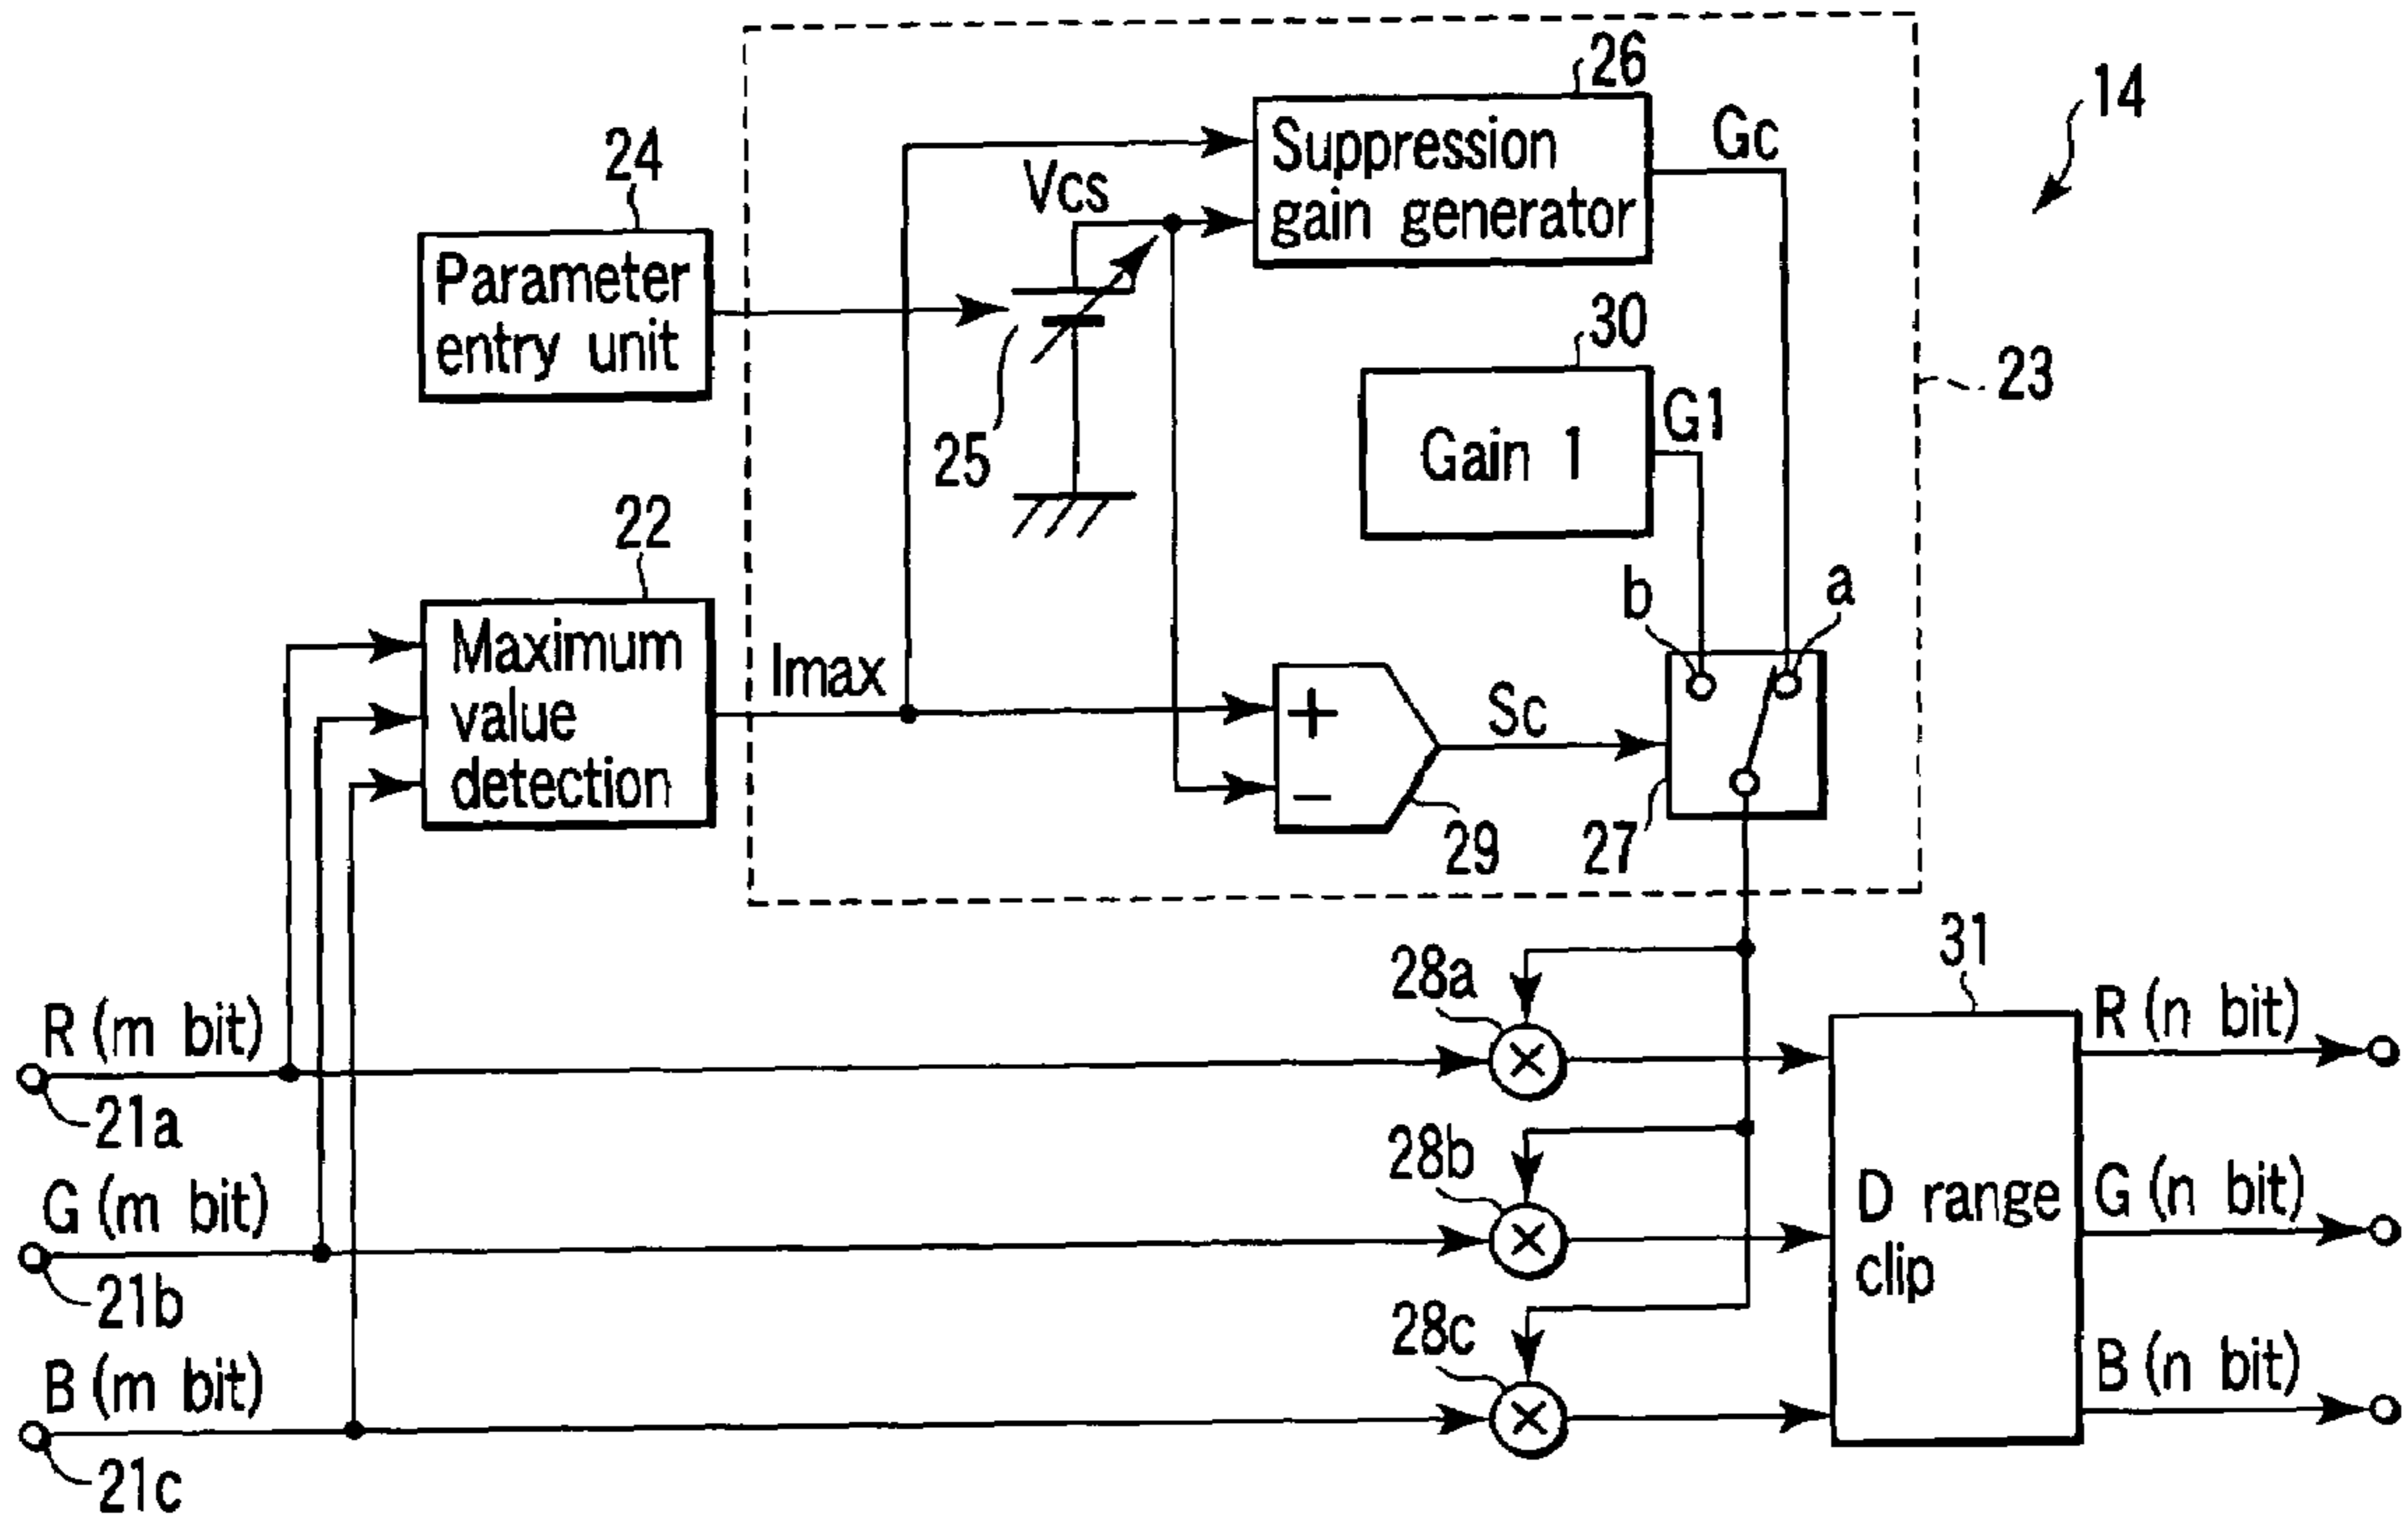 26
14
Suppression
gain generator
Gc
24
Vcs
Parameter
entry unit
30
23
25
Gain 1
G1
22
b
a
Maximum
value
detection
Imax
+
−
Sc
29
27
31
28a
R (m bit)
R (n bit)
21a
28b
G (m bit)
D range
clip
G (n bit)
21b
28c
B (m bit)
B (n bit)
21c